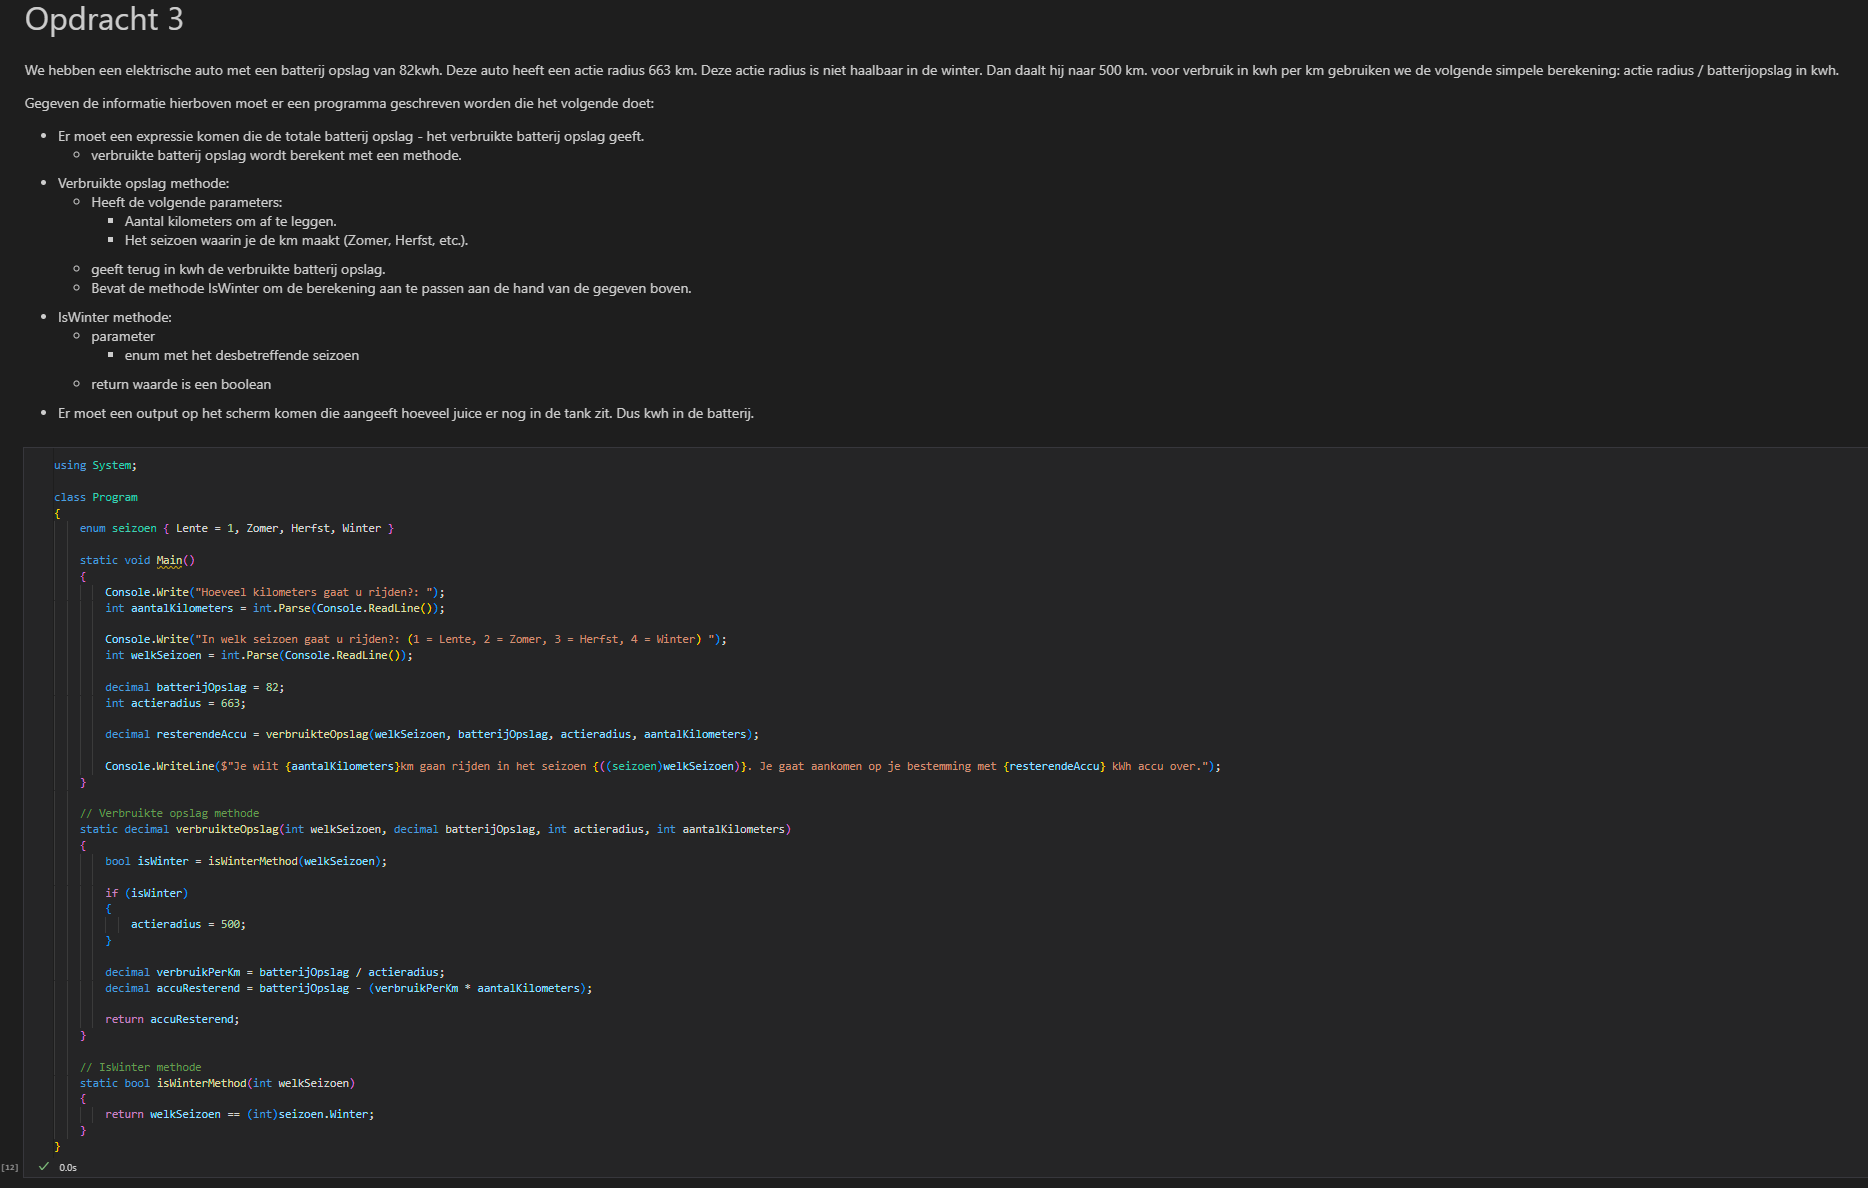 Opdracht 3
We hebben een elektrische auto met een batterij opslag van 82kwh. Deze auto heeft een actie radius 663 km. Deze actie radius is niet haalbaar in de winter. Dan daalt hij naar 500 km. voor verbruik in kwh per km gebruiken we de volgende simpele berekening: actie radius / batterijopslag in kwh.
Gegeven de informatie hierboven moet er een programma geschreven worden die het volgende doet:
• Er moet een expressie komen die de totale batterij opslag - het verbruikte batterij opslag geeft.
○ verbruikte batterij opslag wordt berekent met een methode.
• Verbruikte opslag methode:
○ Heeft de volgende parameters:
▪ Aantal kilometers om af te leggen.
▪ Het seizoen waarin je de km maakt (Zomer, Herfst, etc.).
○ geeft terug in kwh de verbruikte batterij opslag.
○ Bevat de methode IsWinter om de berekening aan te passen aan de hand van de gegeven boven.
• IsWinter methode:
○ parameter
▪ enum met het desbetreffende seizoen
○ return waarde is een boolean
• Er moet een output op het scherm komen die aangeeft hoeveel juice er nog in de tank zit. Dus kwh in de batterij.
using System;
class Program
{
enum seizoen { Lente = 1, Zomer, Herfst, Winter }
static void Main()
{
Console.Write("Hoeveel kilometers gaat u rijden?: ");
int aantalKilometers = int.Parse(Console.ReadLine());
Console.Write("In welk seizoen gaat u rijden?: (1 = Lente, 2 = Zomer, 3 = Herfst, 4 = Winter) ");
int welkSeizoen = int.Parse(Console.ReadLine());
decimal batterijOpslag = 82;
int actieradius = 663;
decimal resterendeAccu = verbruikteOpslag(welkSeizoen, batterijOpslag, actieradius, aantalKilometers);
Console.WriteLine($"Je wilt {aantalKilometers}km gaan rijden in het seizoen {((seizoen)welkSeizoen)}. Je gaat aankomen op je bestemming met {resterendeAccu} kWh accu over.");
}
// Verbruikte opslag methode
static decimal verbruikteOpslag(int welkSeizoen, decimal batterijOpslag, int actieradius, int aantalKilometers)
{
bool isWinter = isWinterMethod(welkSeizoen);
if (isWinter)
{
actieradius = 500;
}
decimal verbruikPerKm = batterijOpslag / actieradius;
decimal accuResterend = batterijOpslag - (verbruikPerKm * aantalKilometers);
return accuResterend;
}
// IsWinter methode
static bool isWinterMethod(int welkSeizoen)
{
return welkSeizoen == (int)seizoen.Winter;
}
}
[12] ✓ 0.0s